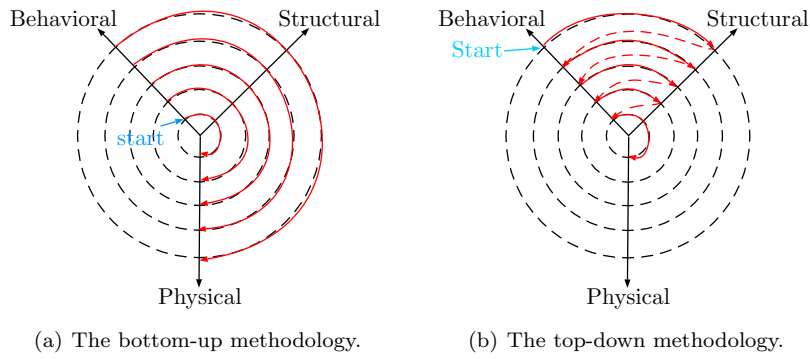 Behavioral
Structural
start
Physical
(a) The bottom-up methodology.
Behavioral
Structural
Start
Physical
(b) The top-down methodology.